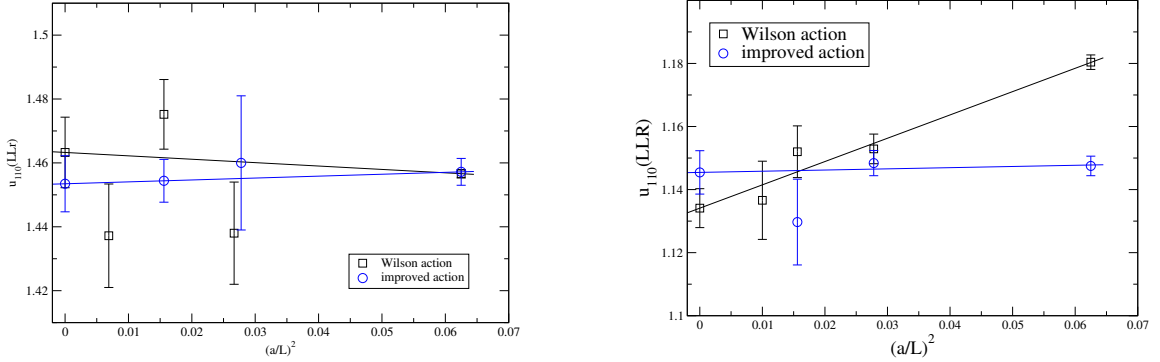 1.5
1.48
1.46
1.44
1.42
u110(LLr)
Wilson action
improved action
0 0.01 0.02 0.03 0.04 0.05 0.06 0.07
(a/L)^2
Wilson action
improved action
1.18
1.16
1.14
1.12
1.1
u110(LLR)
0 0.01 0.02 0.03 0.04 0.05 0.06 0.07
(a/L)^2